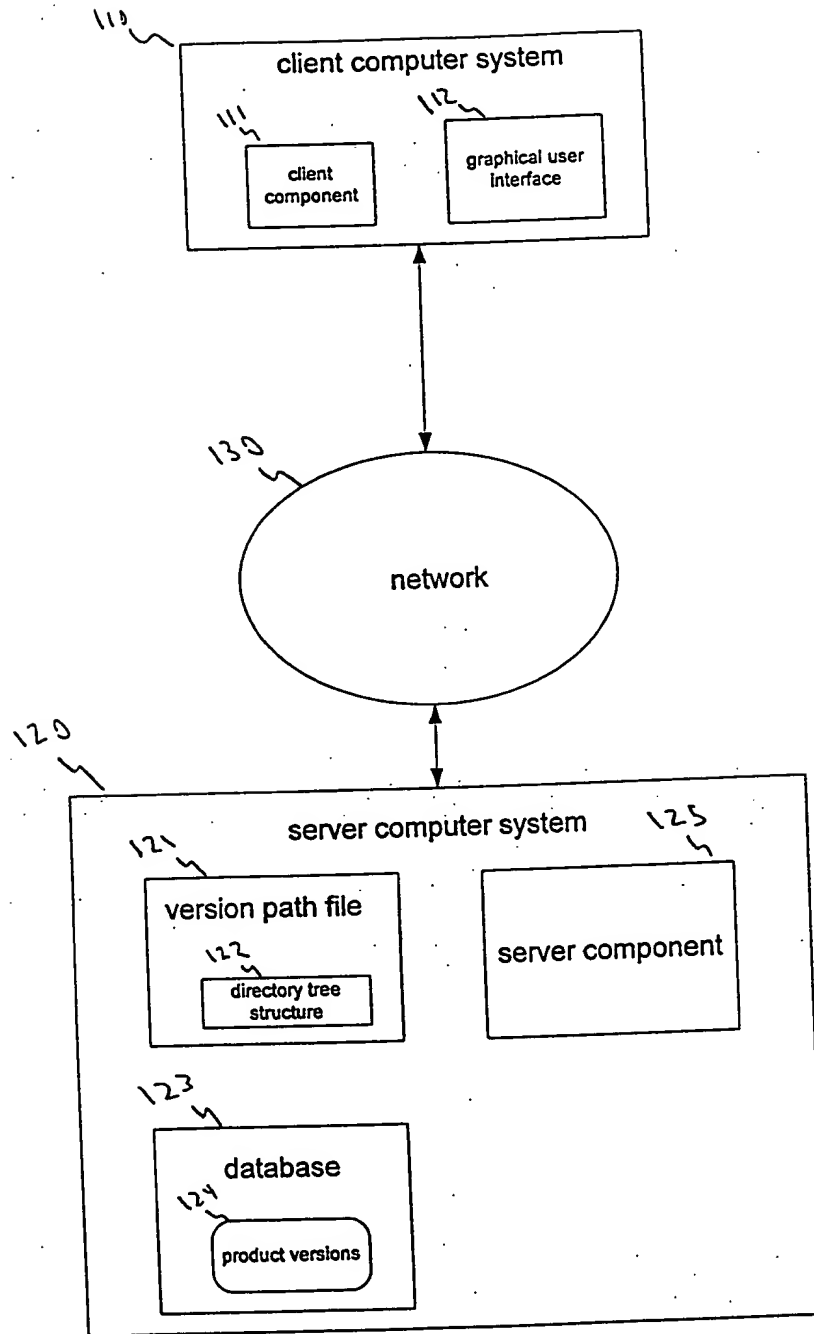 110
client computer system
111
112
client
component
graphical user
interface
130
network
120
server computer system
121
125
version path file
server component
122
directory tree
structure
123
database
124
product versions